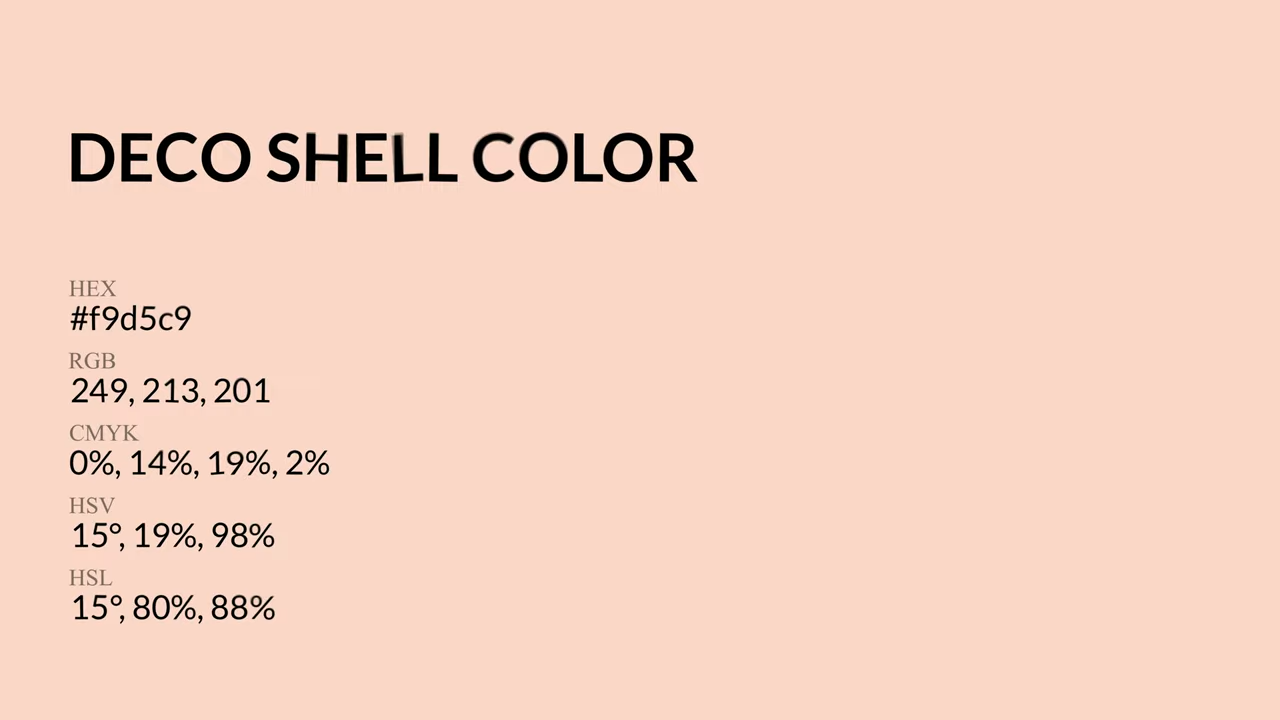 DECO SHELL COLOR
HEX
#f9d5c9
RGB
249, 213, 201
CMYK
0%, 14%, 19%, 2%
HSV
15°, 19%, 98%
HSL
15°, 80%, 88%